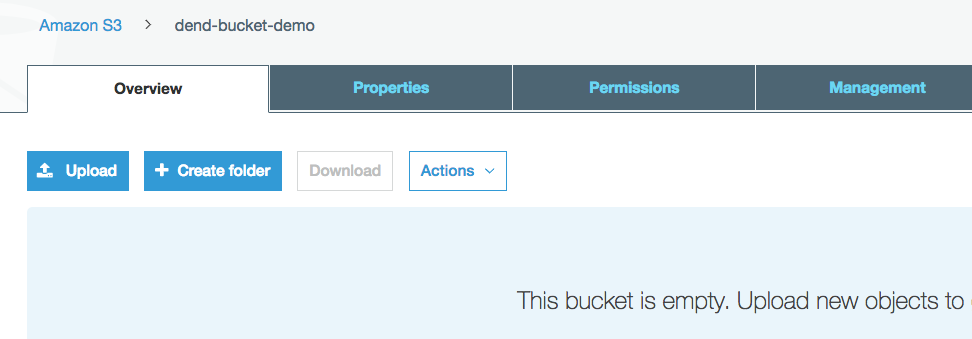 Amazon S3 > dend-bucket-demo
Overview Properties Permissions Management
Upload Create folder Download Actions
This bucket is empty. Upload new objects to